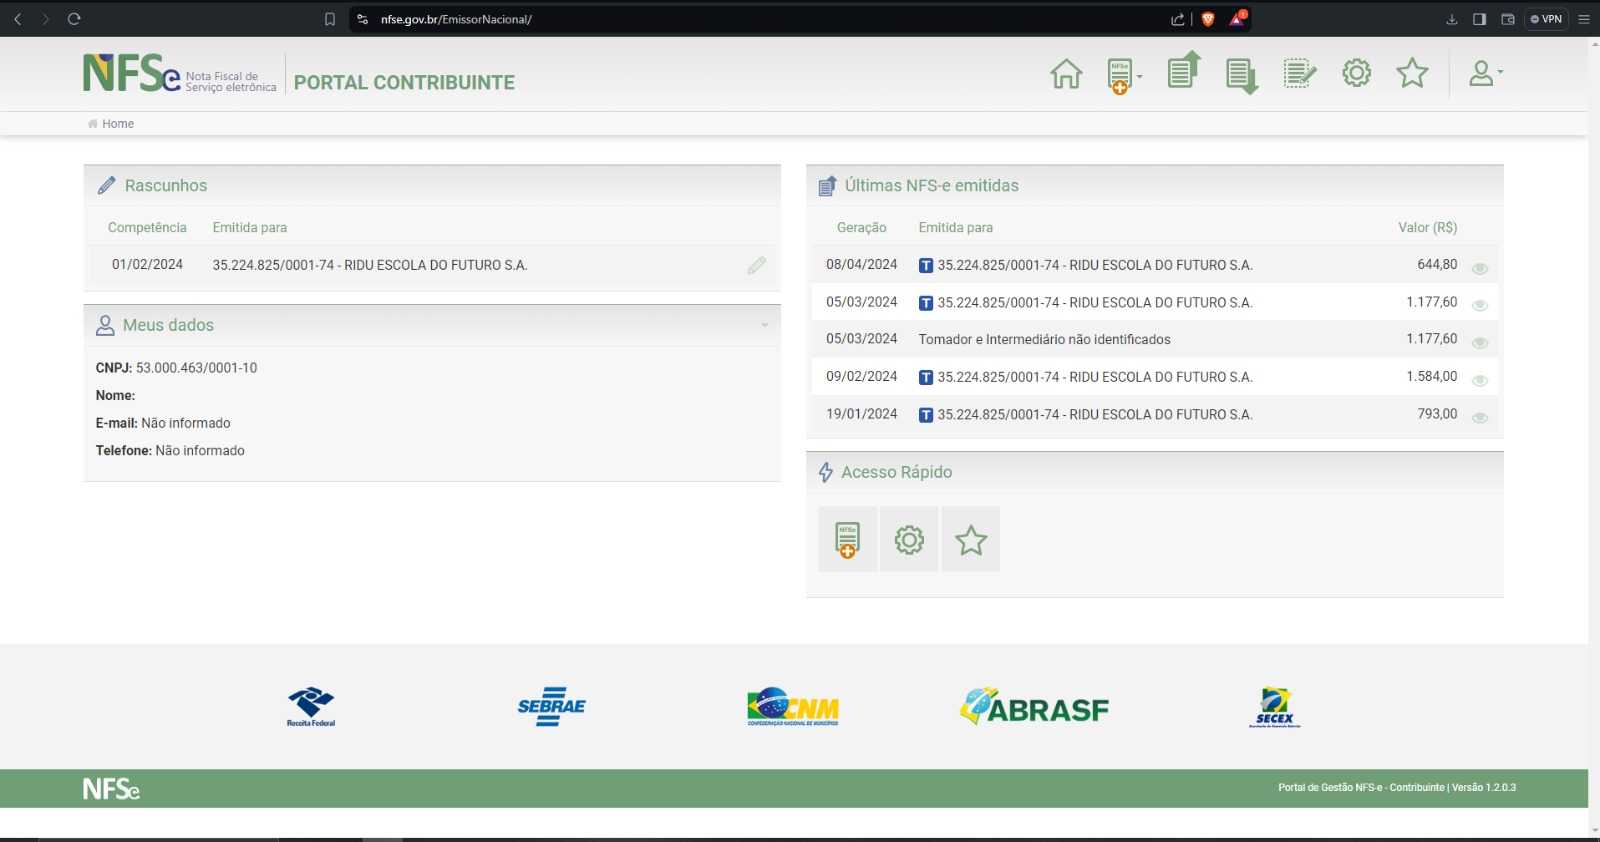 nfse.gov.br/EmissorNacional/
VPN
NFSe Nota Fiscal de Serviço eletrônica
PORTAL CONTRIBUINTE
NFSe
Home
Rascunhos
Competência Emitida para
01/02/2024 35.224.825/0001-74 - RIDU ESCOLA DO FUTURO S.A.
Meus dados
CNPJ: 53.000.463/0001-10
Nome:
E-mail: Não informado
Telefone: Não informado
Últimas NFS-e emitidas
Geração Emitida para Valor (R$)
08/04/2024 T 35.224.825/0001-74 - RIDU ESCOLA DO FUTURO S.A. 644,80
05/03/2024 T 35.224.825/0001-74 - RIDU ESCOLA DO FUTURO S.A. 1.177,60
05/03/2024 Tomador e Intermediário não identificados 1.177,60
09/02/2024 T 35.224.825/0001-74 - RIDU ESCOLA DO FUTURO S.A. 1.584,00
19/01/2024 T 35.224.825/0001-74 - RIDU ESCOLA DO FUTURO S.A. 793,00
Acesso Rápido
NFSe
Receita Federal
SEBRAE
CNM
CONFEDERAÇÃO NACIONAL DE MUNICÍPIOS
ABRASF
SECEX
NFSe
Portal de Gestão NFS-e - Contribuinte | Versão 1.2.0.3